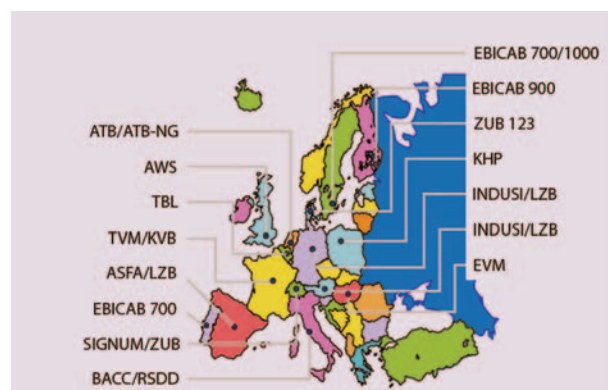 EBICAB 700/1000
EBICAB 900
ATB/ATB-NG
ZUB 123
AWS
KHP
TBL
INDUSI/LZB
TVM/KVB
INDUSI/LZB
ASFA/LZB
EVM
EBICAB 700
SIGNUM/ZUB
BACC/RSDD